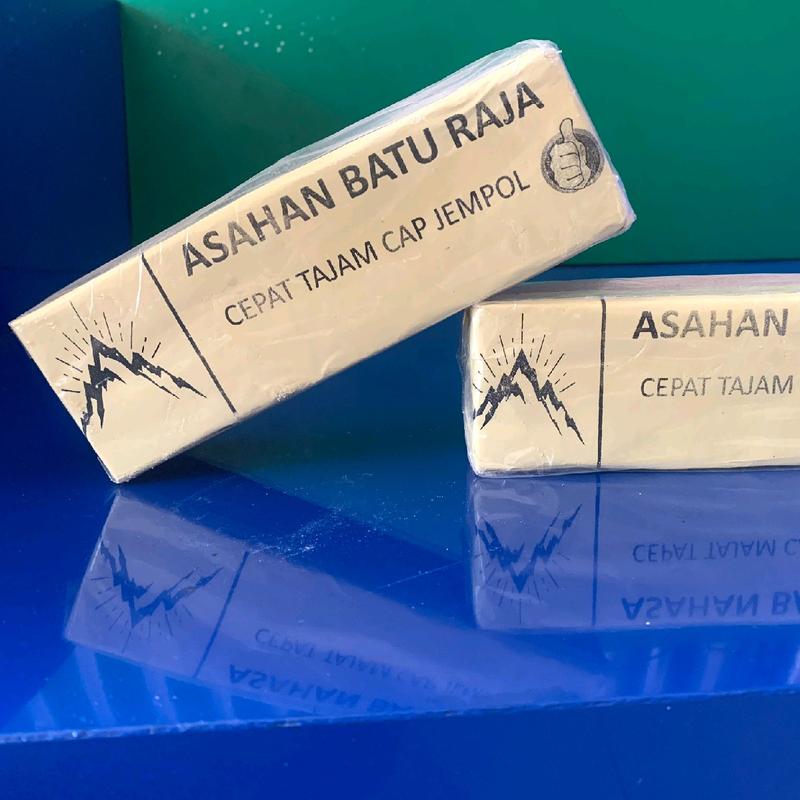 ASAHAN BATU RAJA
CEPAT TAJAM CAP JEMPOL
ASAHAN
CEPAT TAJAM